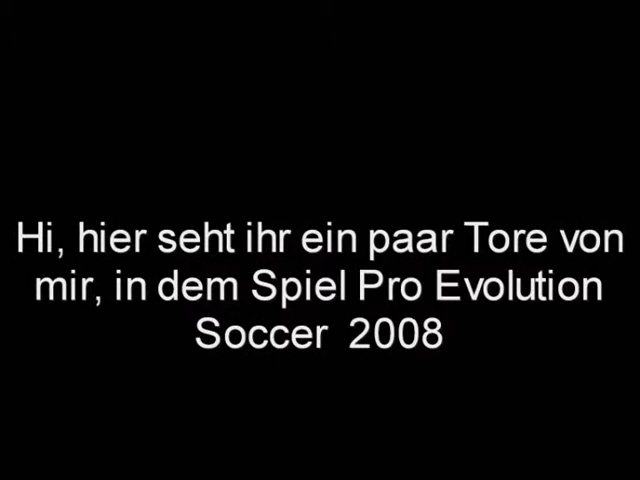 Hi, hier seht ihr ein paar Tore von
mir, in dem Spiel Pro Evolution
Soccer  2008